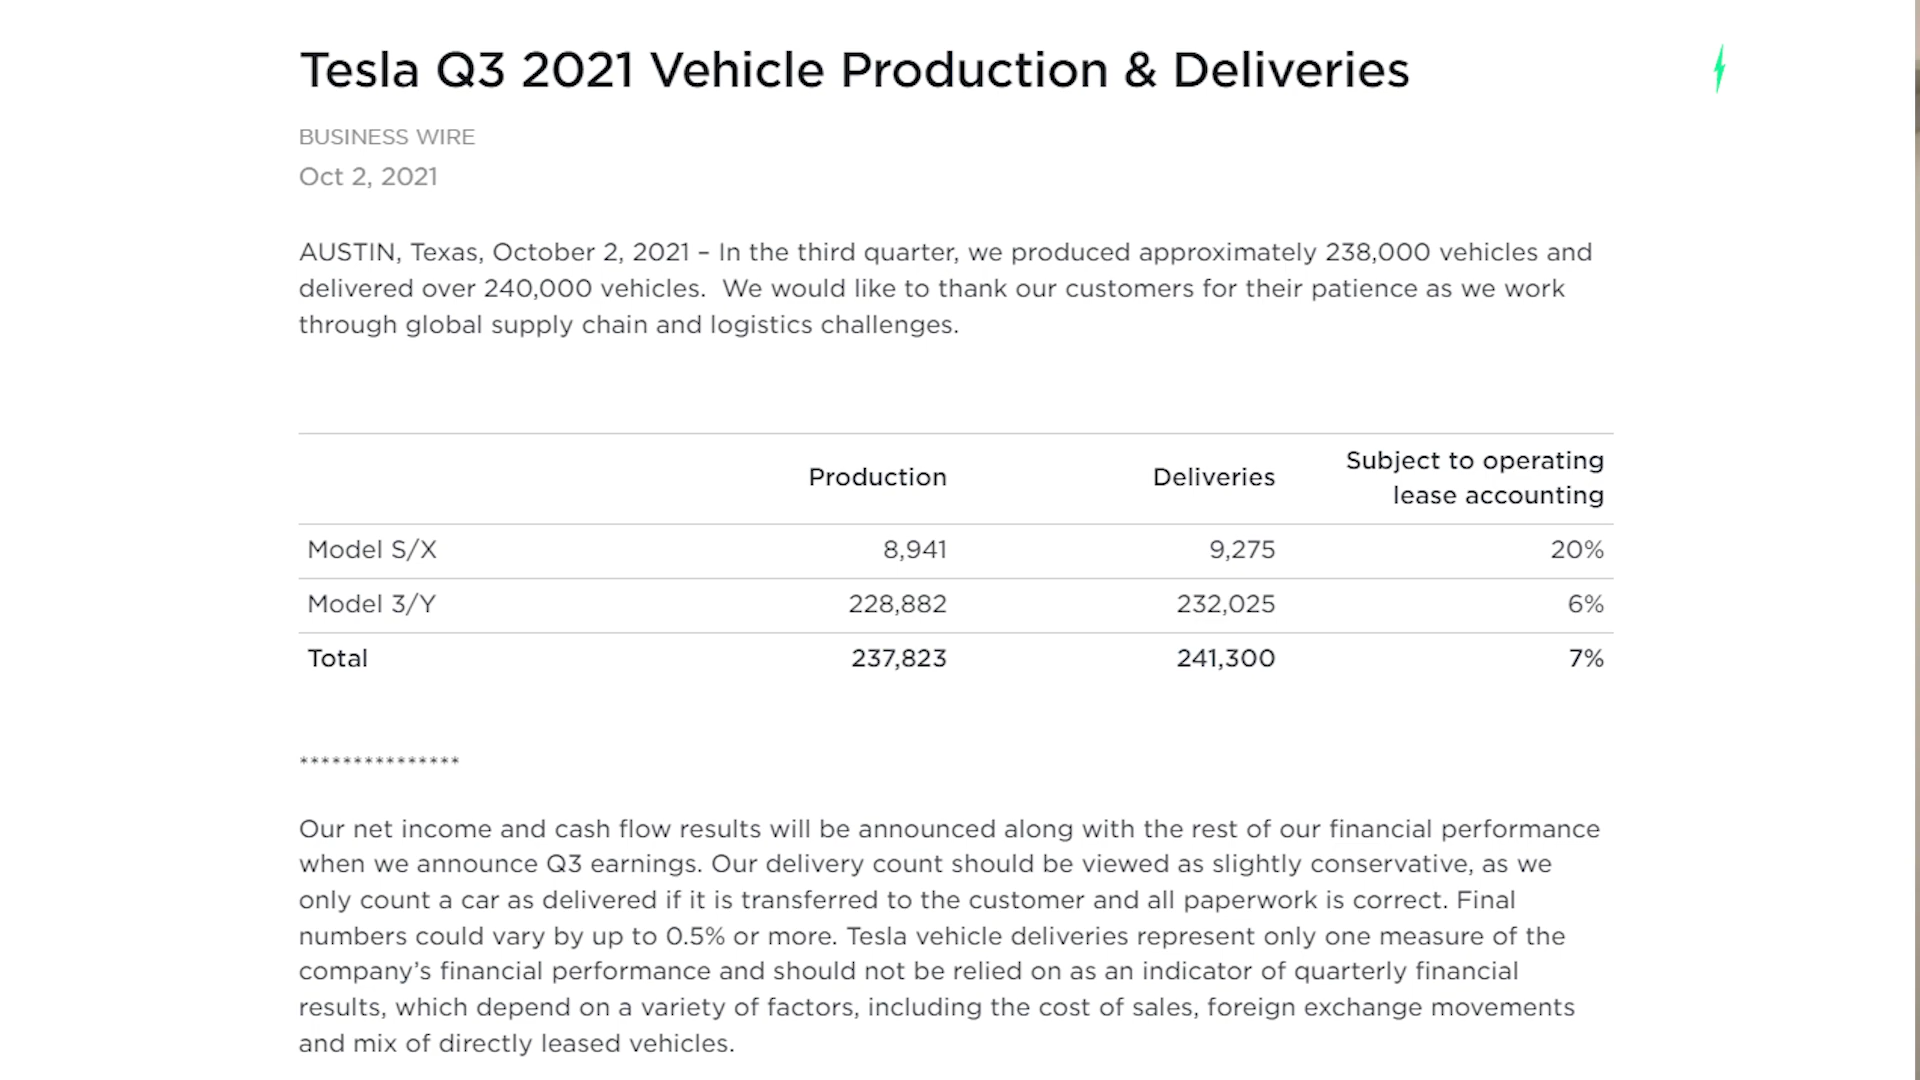 Tesla Q3 2021 Vehicle Production & Deliveries
BUSINESS WIRE
Oct 2, 2021
AUSTIN, Texas, October 2, 2021 – In the third quarter, we produced approximately 238,000 vehicles and
delivered over 240,000 vehicles.  We would like to thank our customers for their patience as we work
through global supply chain and logistics challenges.
Production Deliveries Subject to operating
lease accounting
Model S/X 8,941 9,275 20%
Model 3/Y 228,882 232,025 6%
Total 237,823 241,300 7%
***************
Our net income and cash flow results will be announced along with the rest of our financial performance
when we announce Q3 earnings. Our delivery count should be viewed as slightly conservative, as we
only count a car as delivered if it is transferred to the customer and all paperwork is correct. Final
numbers could vary by up to 0.5% or more. Tesla vehicle deliveries represent only one measure of the
company’s financial performance and should not be relied on as an indicator of quarterly financial
results, which depend on a variety of factors, including the cost of sales, foreign exchange movements
and mix of directly leased vehicles.